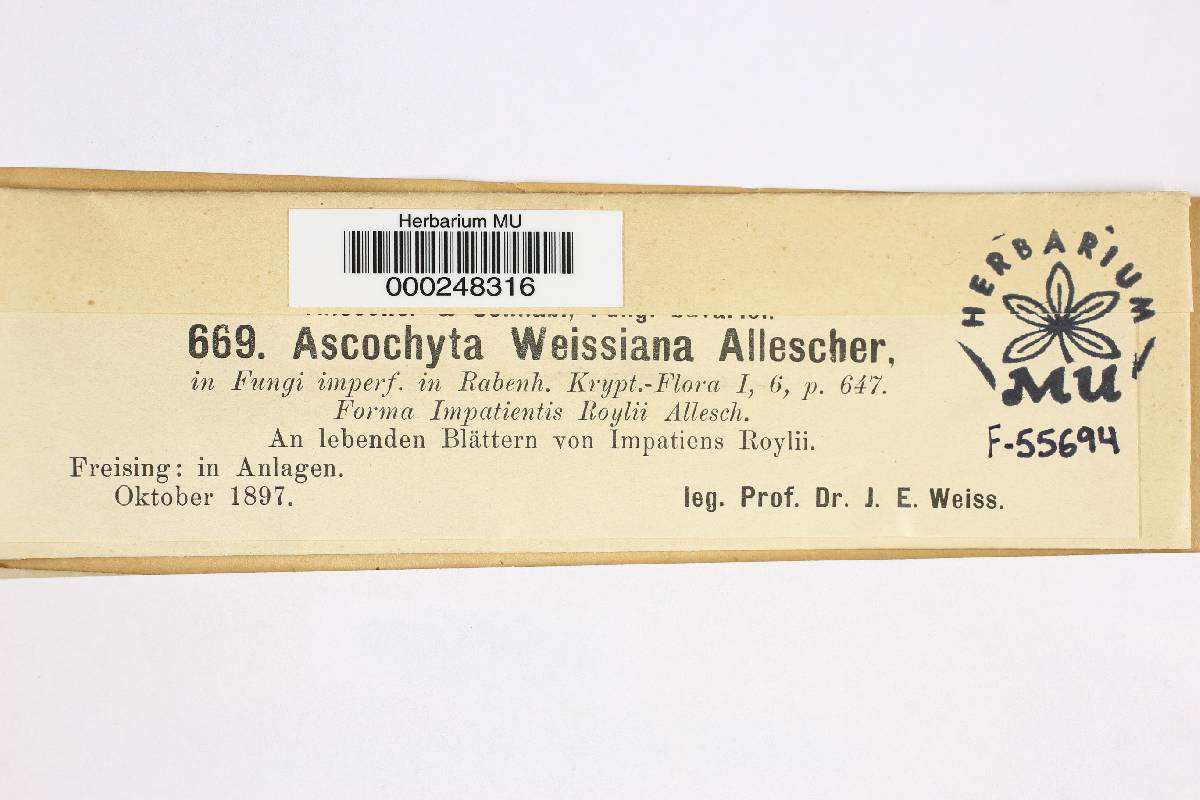 Herbarium MU
000248316
HERBARIUM
MU
F-55694
669. Ascochyta Weissiana Allescher,
in Fungi imperf. in Rabenh. Krypt.-Flora I, 6, p. 647.
Forma Impatientis Roylii Allesch.
An lebenden Blättern von Impatiens Roylii.
Freising: in Anlagen.
Oktober 1897.
leg. Prof. Dr. J. E. Weiss.